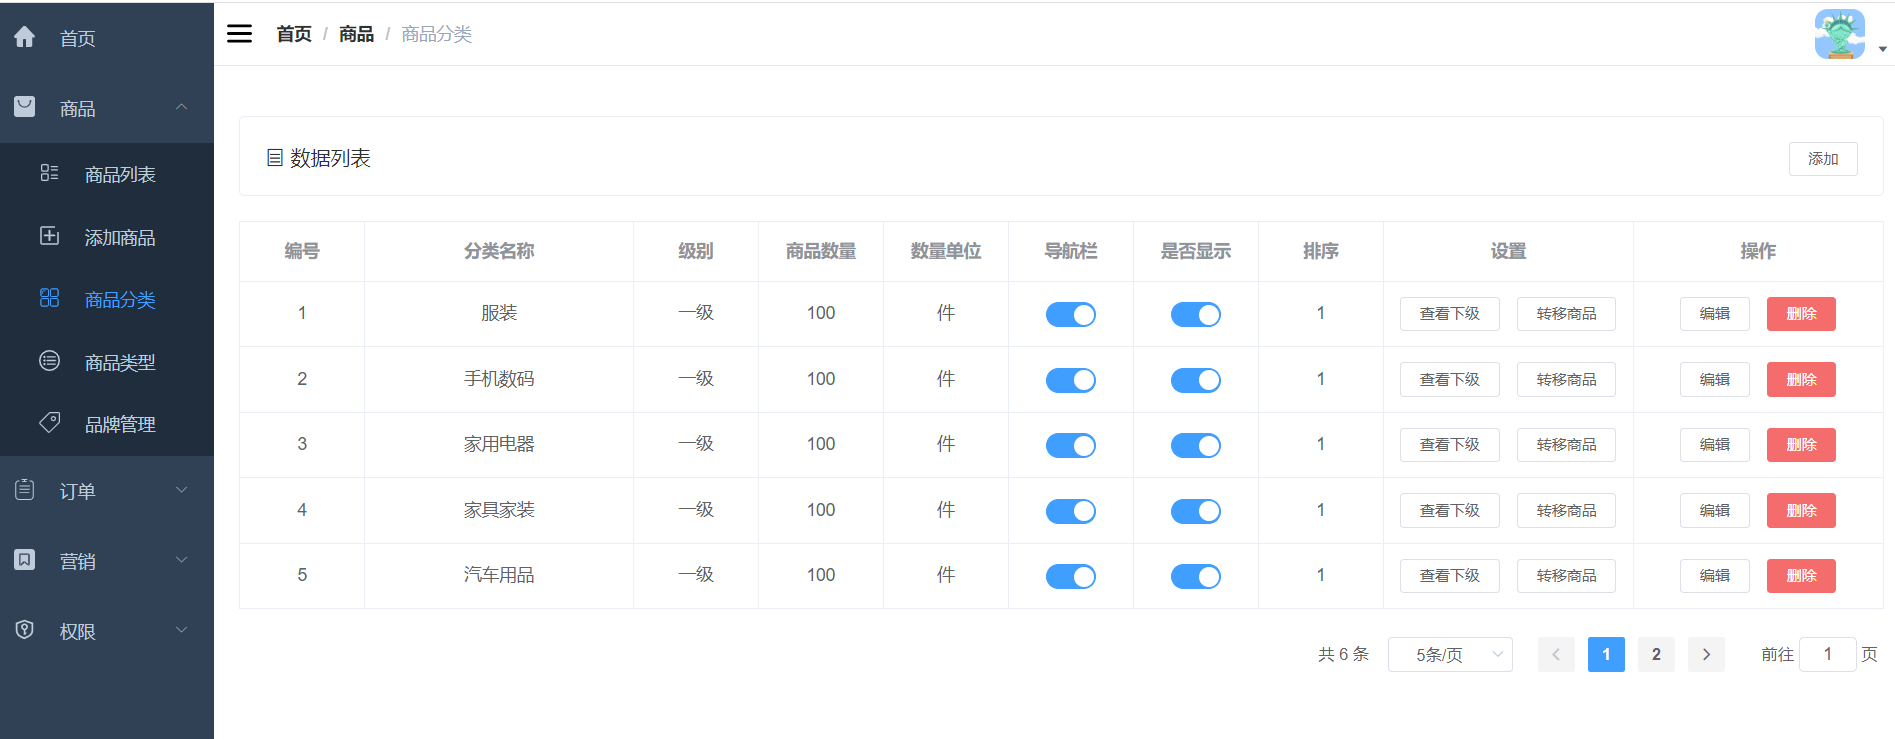 首页
商品
商品列表
添加商品
商品分类
商品类型
品牌管理
订单
营销
权限
首页 / 商品 / 商品分类
数据列表 添加
编号 分类名称 级别 商品数量 数量单位 导航栏 是否显示 排序 设置 操作
1 服装 一级 100 件 1 查看下级 转移商品 编辑 删除
2 手机数码 一级 100 件 1 查看下级 转移商品 编辑 删除
3 家用电器 一级 100 件 1 查看下级 转移商品 编辑 删除
4 家具家装 一级 100 件 1 查看下级 转移商品 编辑 删除
5 汽车用品 一级 100 件 1 查看下级 转移商品 编辑 删除
共 6 条 5条/页 1 2 前往 1 页